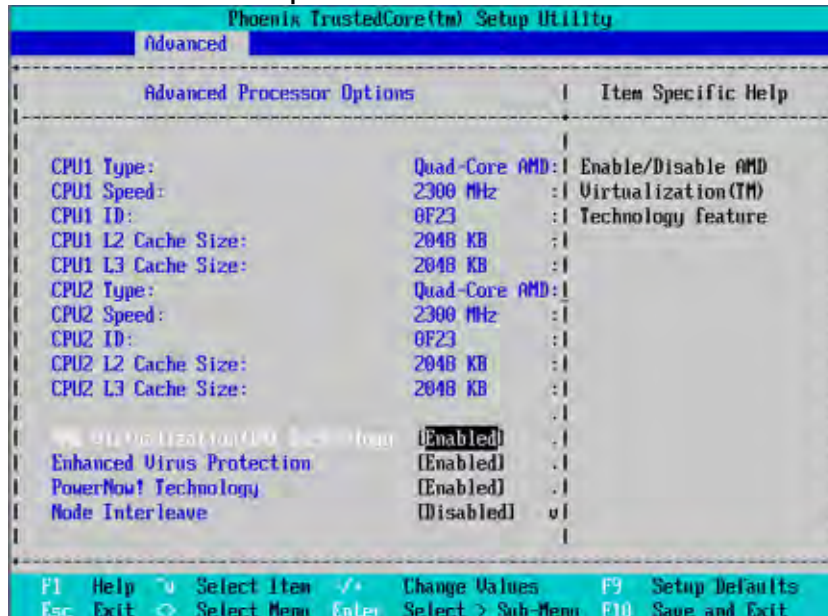 Phoenix TrustedCore(tm) Setup Utility
Advanced
Advanced Processor Options
Item Specific Help
CPU1 Type: Quad-Core AMD:
Enable/Disable AMD
CPU1 Speed: 2300 MHz :
Virtualization(TM)
CPU1 ID: 0F23 :
Technology feature
CPU1 L2 Cache Size: 2048 KB :
CPU1 L3 Cache Size: 2048 KB :
CPU2 Type: Quad-Core AMD:
CPU2 Speed: 2300 MHz :
CPU2 ID: 0F23 :
CPU2 L2 Cache Size: 2048 KB :
CPU2 L3 Cache Size: 2048 KB :
Virtualization(TM) Technology [Enabled]
Enhanced Virus Protection [Enabled]
PowerNow! Technology [Enabled]
Node Interleave [Disabled]
F1 Help ^v Select Item -/+ Change Values F9 Setup Defaults
Esc Exit <> Select Menu Enter Select > Sub-Menu F10 Save and Exit